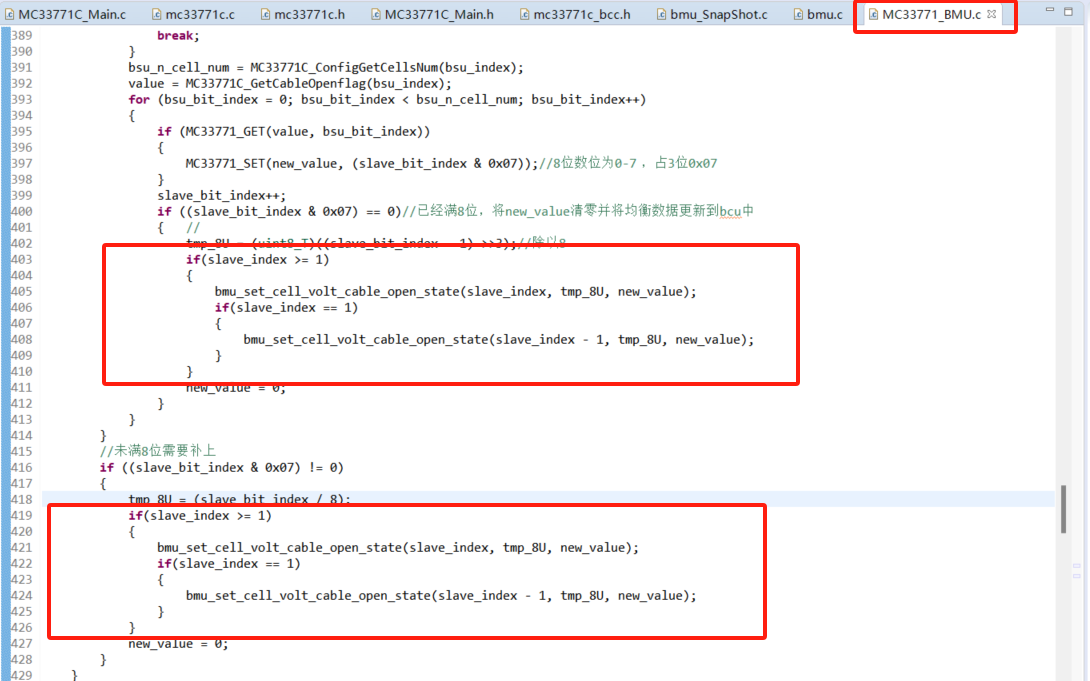 MC33771C_Main.c mc33771c.c mc33771c.h MC33771C_Main.h mc33771c_bcc.h bmu_SnapShot.c bmu.c MC33771_BMU.c
389 break;
390 }
391 bsu_n_cell_num = MC33771C_ConfigGetCellsNum(bsu_index);
392 value = MC33771C_GetCableOpenflag(bsu_index);
393 for (bsu_bit_index = 0; bsu_bit_index < bsu_n_cell_num; bsu_bit_index++)
394 {
395 if (MC33771_GET(value, bsu_bit_index))
396 {
397 MC33771_SET(new_value, (slave_bit_index & 0x07));//8位数位为0-7 ，占3位0x07
398 }
399 slave_bit_index++;
400 if ((slave_bit_index & 0x07) == 0)//已经满8位，将new_value清零并将均衡数据更新到bcu中
401 { //
402 tmp_8U = (uint8_T)((slave_bit_index - 1) >>3);//除以8
403 if(slave_index >= 1)
404 {
405 bmu_set_cell_volt_cable_open_state(slave_index, tmp_8U, new_value);
406 if(slave_index == 1)
407 {
408 bmu_set_cell_volt_cable_open_state(slave_index - 1, tmp_8U, new_value);
409 }
410 }
411 new_value = 0;
412 }
413 }
414 }
415 //未满8位需要补上
416 if ((slave_bit_index & 0x07) != 0)
417 {
418 tmp_8U = (slave_bit_index / 8);
419 if(slave_index >= 1)
420 {
421 bmu_set_cell_volt_cable_open_state(slave_index, tmp_8U, new_value);
422 if(slave_index == 1)
423 {
424 bmu_set_cell_volt_cable_open_state(slave_index - 1, tmp_8U, new_value);
425 }
426 }
427 new_value = 0;
428 }
429 }